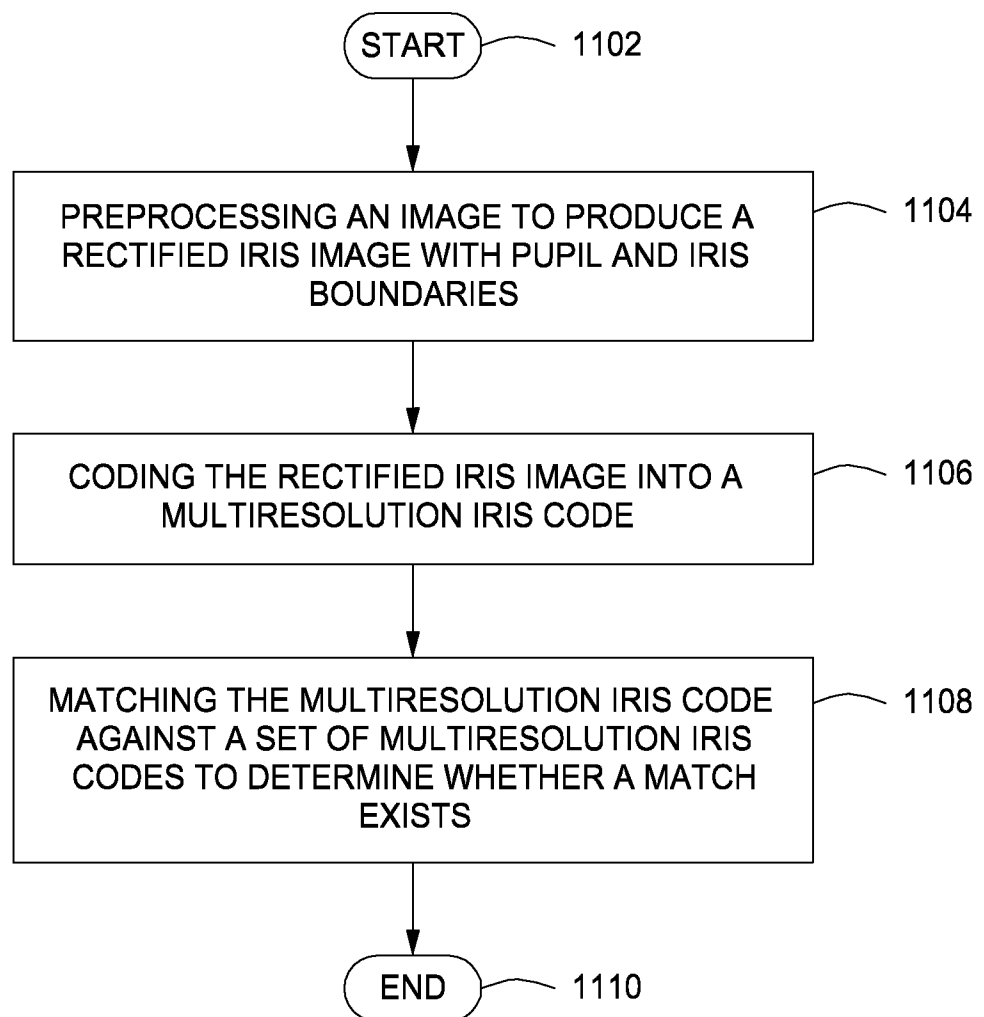 START
1102
PREPROCESSING AN IMAGE TO PRODUCE A
RECTIFIED IRIS IMAGE WITH PUPIL AND IRIS
BOUNDARIES
1104
CODING THE RECTIFIED IRIS IMAGE INTO A
MULTIRESOLUTION IRIS CODE
1106
MATCHING THE MULTIRESOLUTION IRIS CODE
AGAINST A SET OF MULTIRESOLUTION IRIS
CODES TO DETERMINE WHETHER A MATCH
EXISTS
1108
END
1110